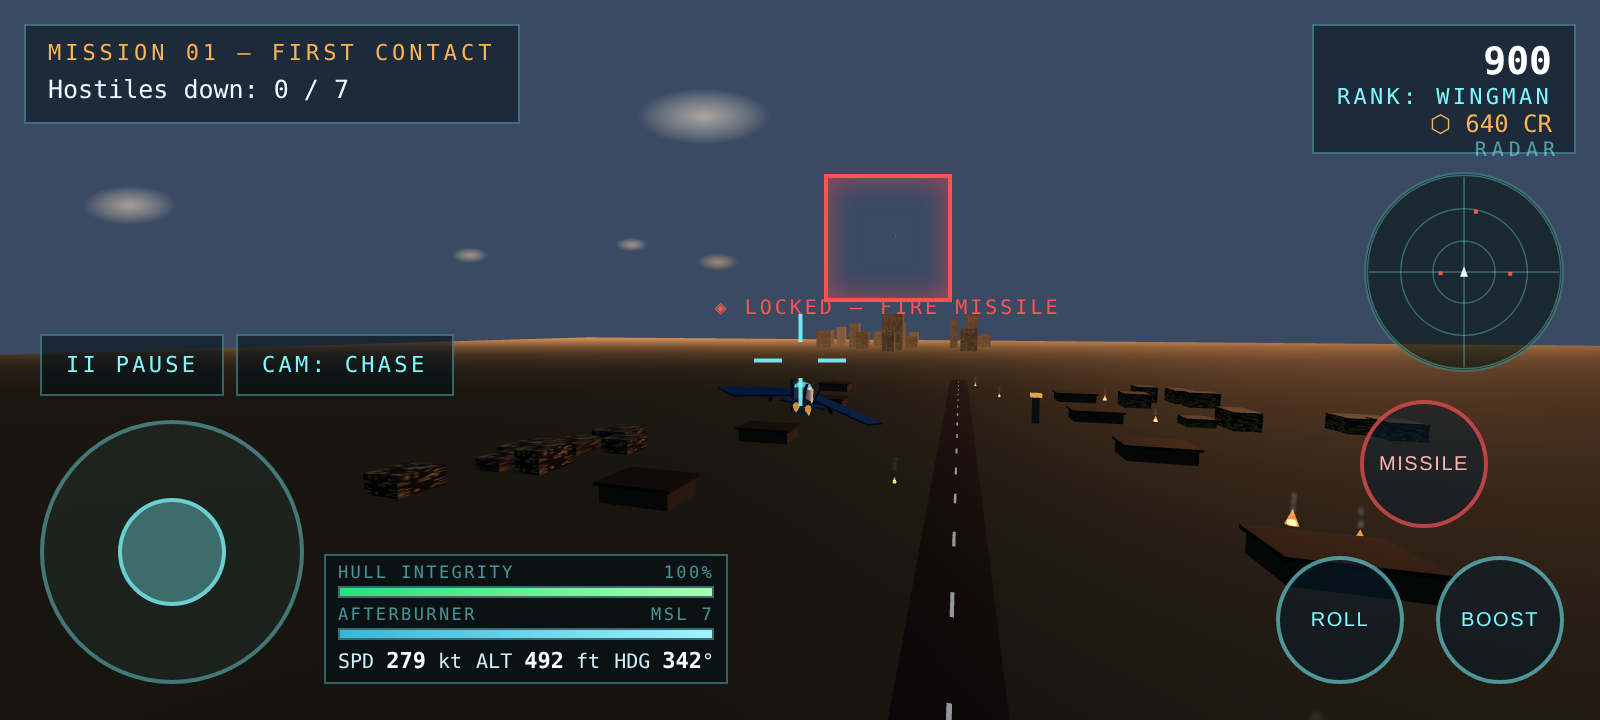 MISSION 01 — FIRST CONTACT
Hostiles down: 0 / 7
900
RANK: WINGMAN
⬡ 640 CR
RADAR
◈ LOCKED — FIRE MISSILE
II PAUSE
CAM: CHASE
MISSILE
HULL INTEGRITY 100%
AFTERBURNER MSL 7
SPD 279 kt ALT 492 ft HDG 342°
ROLL
BOOST